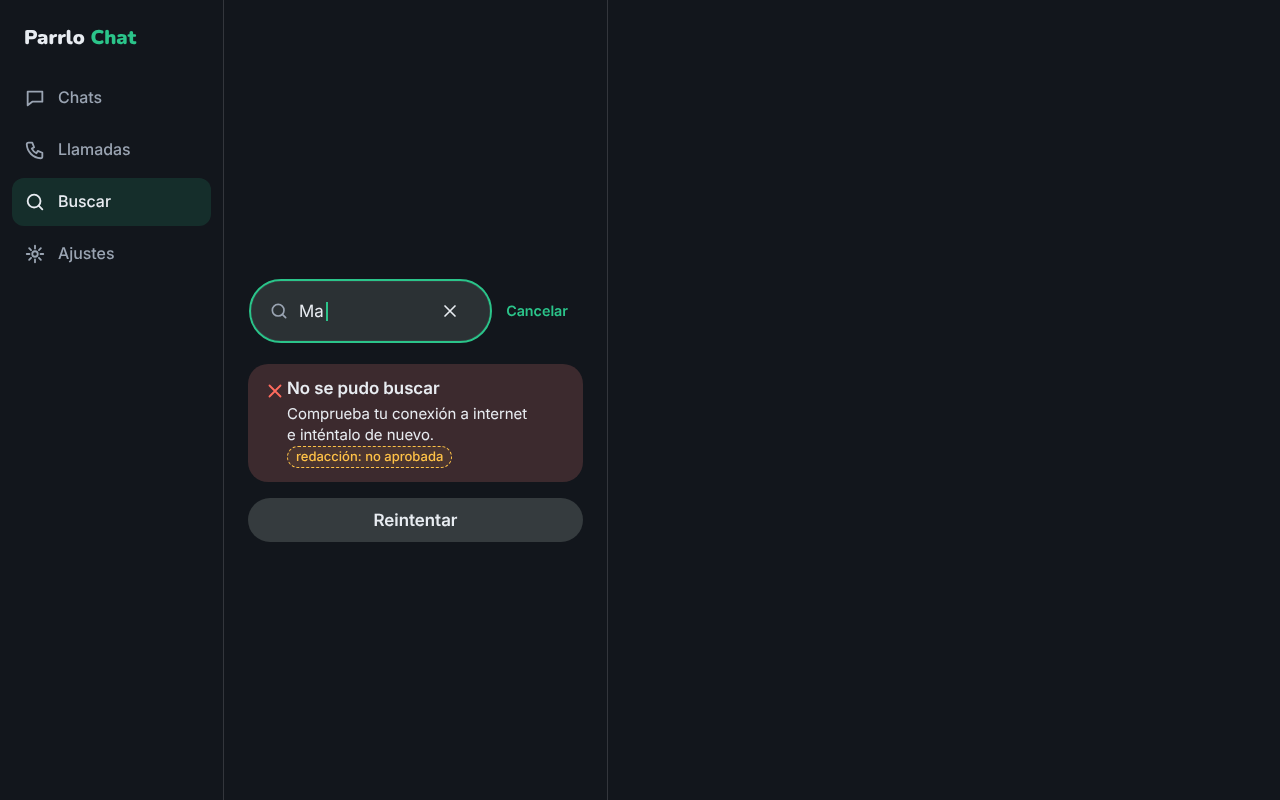 Parrlo Chat
Chats
Llamadas
Buscar
Ajustes
Ma
Cancelar
No se pudo buscar
Comprueba tu conexión a internet
e inténtalo de nuevo.
redacción: no aprobada
Reintentar